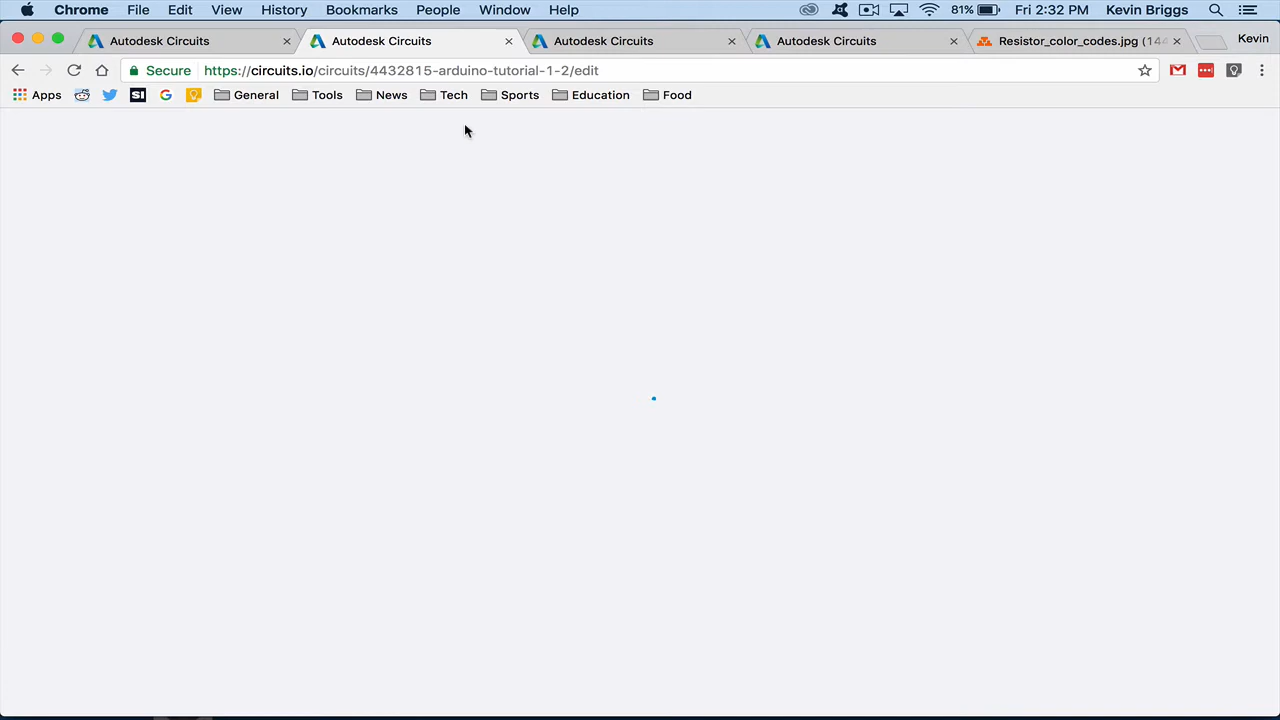 Chrome File Edit View History Bookmarks People Window Help 81% Fri 2:32 PM Kevin Briggs
Autodesk Circuits Autodesk Circuits Autodesk Circuits Autodesk Circuits Resistor_color_codes.jpg (144 Kevin
Secure https://circuits.io/circuits/4432815-arduino-tutorial-1-2/edit
Apps SI G General Tools News Tech Sports Education Food